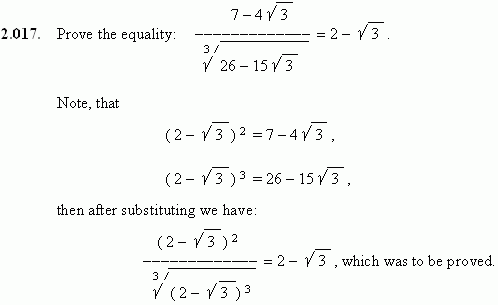 2.017. Prove the equality: (7 – 4√3) / ∛(26 – 15√3) = 2 – √3 .
Note, that
(2 – √3 )² = 7 – 4√3 ,
(2 – √3 )³ = 26 – 15√3 ,
then after substituting we have:
(2 – √3 )² / ∛((2 – √3 )³) = 2 – √3 , which was to be proved.